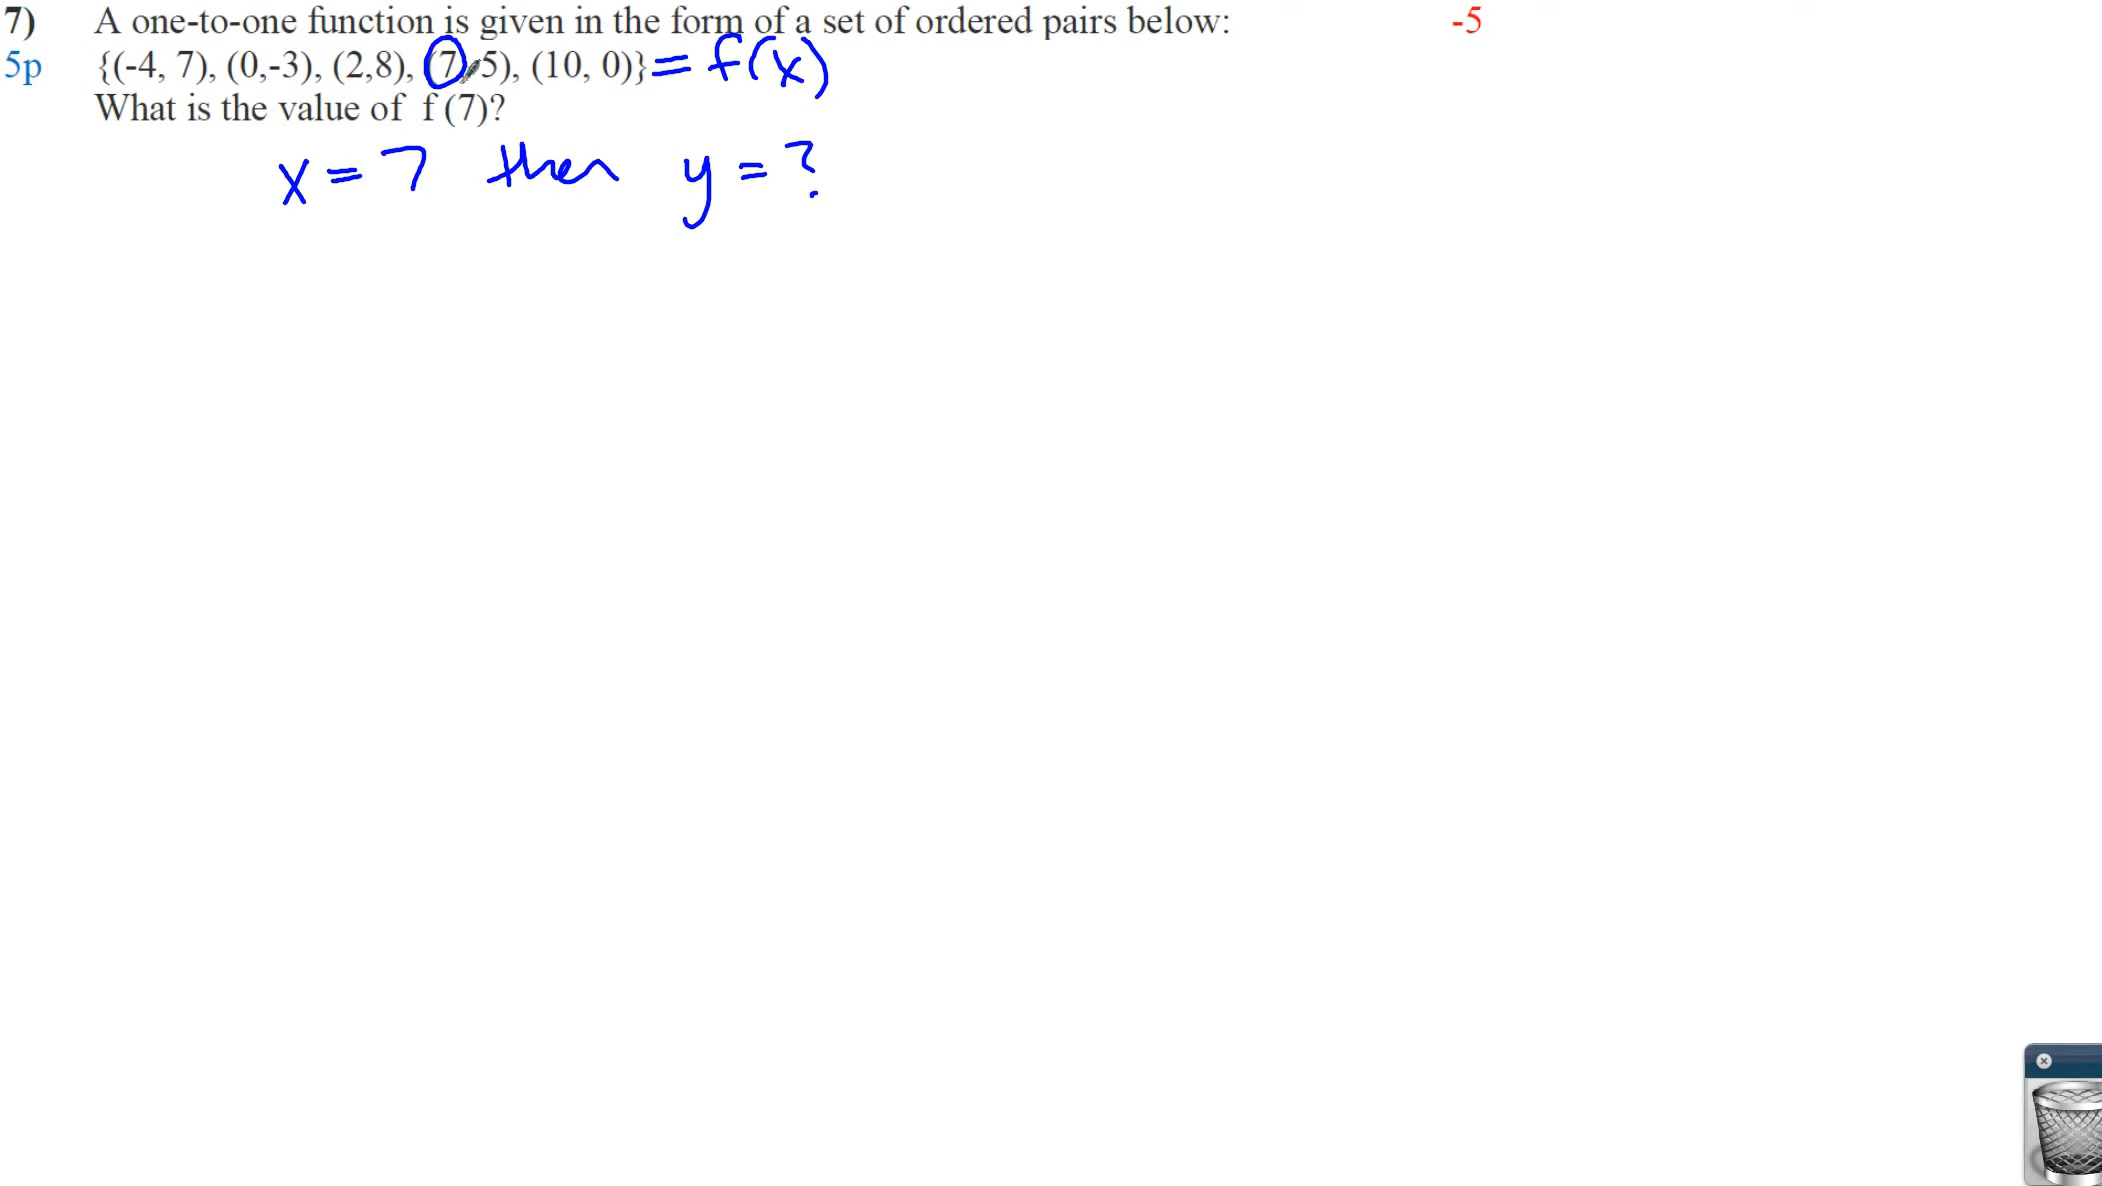 7) A one-to-one function is given in the form of a set of ordered pairs below: -5
5p {(-4, 7), (0,-3), (2,8), (7, 5), (10, 0)} = f(x)
What is the value of f (7)?
x = 7 then y = ?